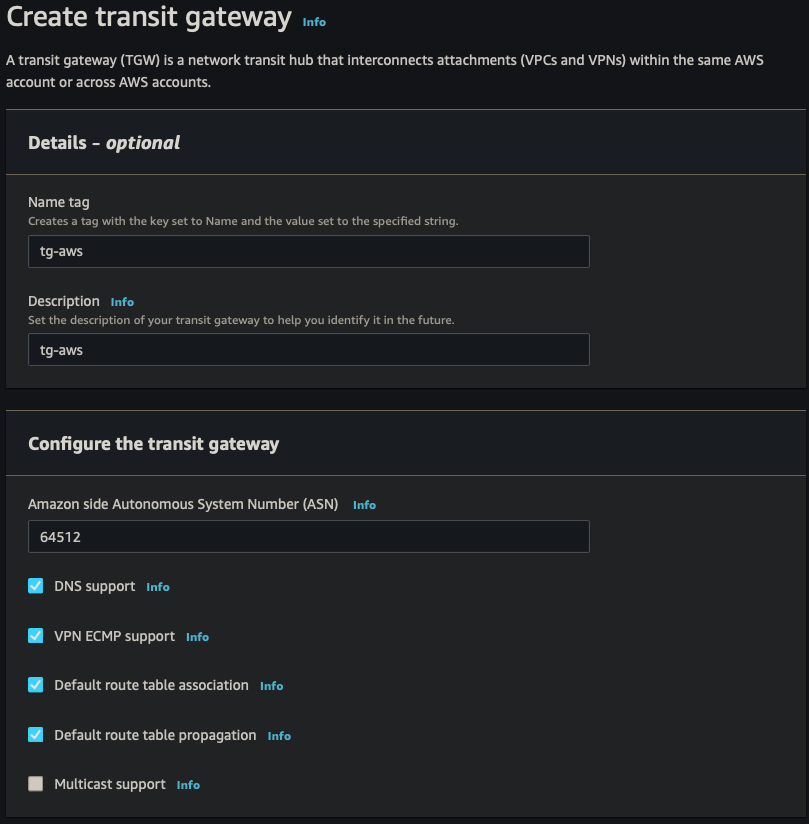 Create transit gateway Info
A transit gateway (TGW) is a network transit hub that interconnects attachments (VPCs and VPNs) within the same AWS
account or across AWS accounts.
Details - optional
Name tag
Creates a tag with the key set to Name and the value set to the specified string.
tg-aws
Description Info
Set the description of your transit gateway to help you identify it in the future.
tg-aws
Configure the transit gateway
Amazon side Autonomous System Number (ASN) Info
64512
DNS support Info
VPN ECMP support Info
Default route table association Info
Default route table propagation Info
Multicast support Info